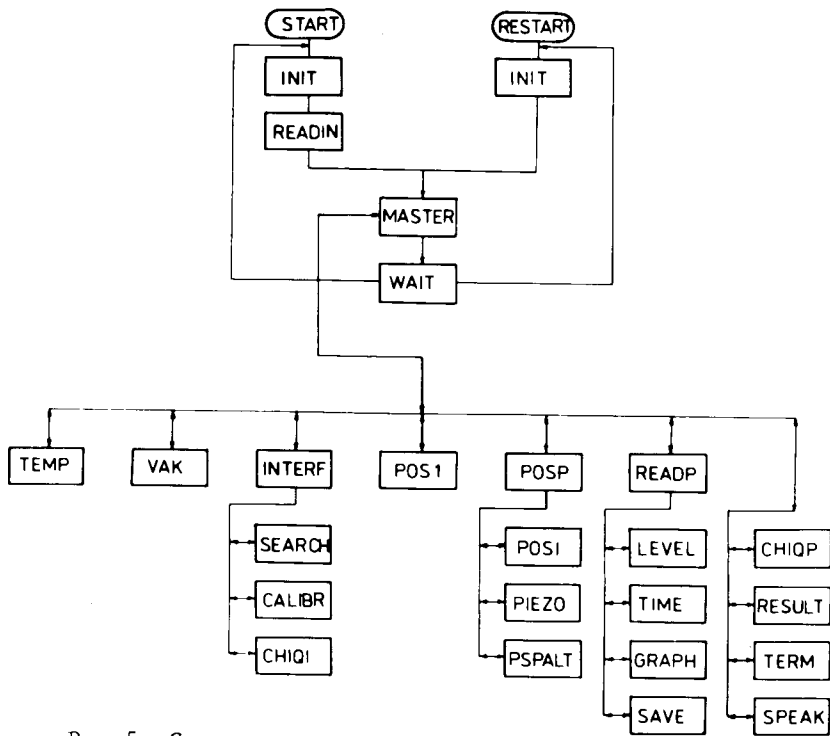 START
RESTART
INIT
INIT
READIN
MASTER
WAIT
TEMP
VAK
INTERF
POS1
POSP
READP
SEARCH
POSI
LEVEL
CHIQP
CALIBR
PIEZO
TIME
RESULT
CHIQI
PSPALT
GRAPH
TERM
SAVE
SPEAK